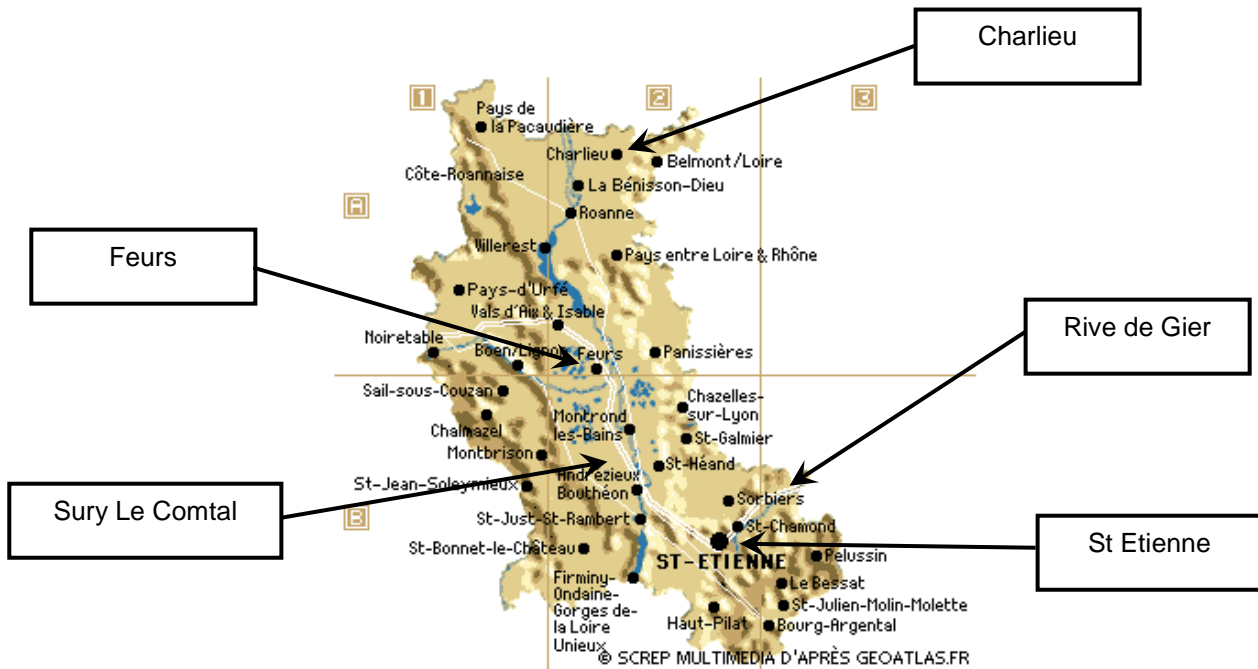 Charlieu
1
2
3
Pays de
la Pacaudière
Charlieu
Belmont/Loire
Côte-Roannaise
La Bénisson-Dieu
A
Roanne
Feurs
Villerest
Pays entre Loire & Rhône
Pays-d'Urfé
Vals d'Aix & Isable
Rive de Gier
Noiretable
Boen/Lignon
Feurs
Panissières
Sail-sous-Couzan
Chazelles-
sur-Lyon
Chalmazel
Montrond
les-Bains
St-Galmier
Montbrison
St-Héand
Sury Le Comtal
St-Jean-Soleymieux
Andrézieux
Bouthéon
Sorbiers
B
St-Just-St-Rambert
St-Chamond
St Etienne
St-Bonnet-le-Château
ST-ETIENNE
Pelussin
Firminy-
Ondaine-
Gorges de-
la Loire
Unieux
Le Bessat
St-Julien-Molin-Molette
Haut-Pilat
Bourg-Argental
© SCREP MULTIMEDIA D'APRÈS GEOATLAS.FR